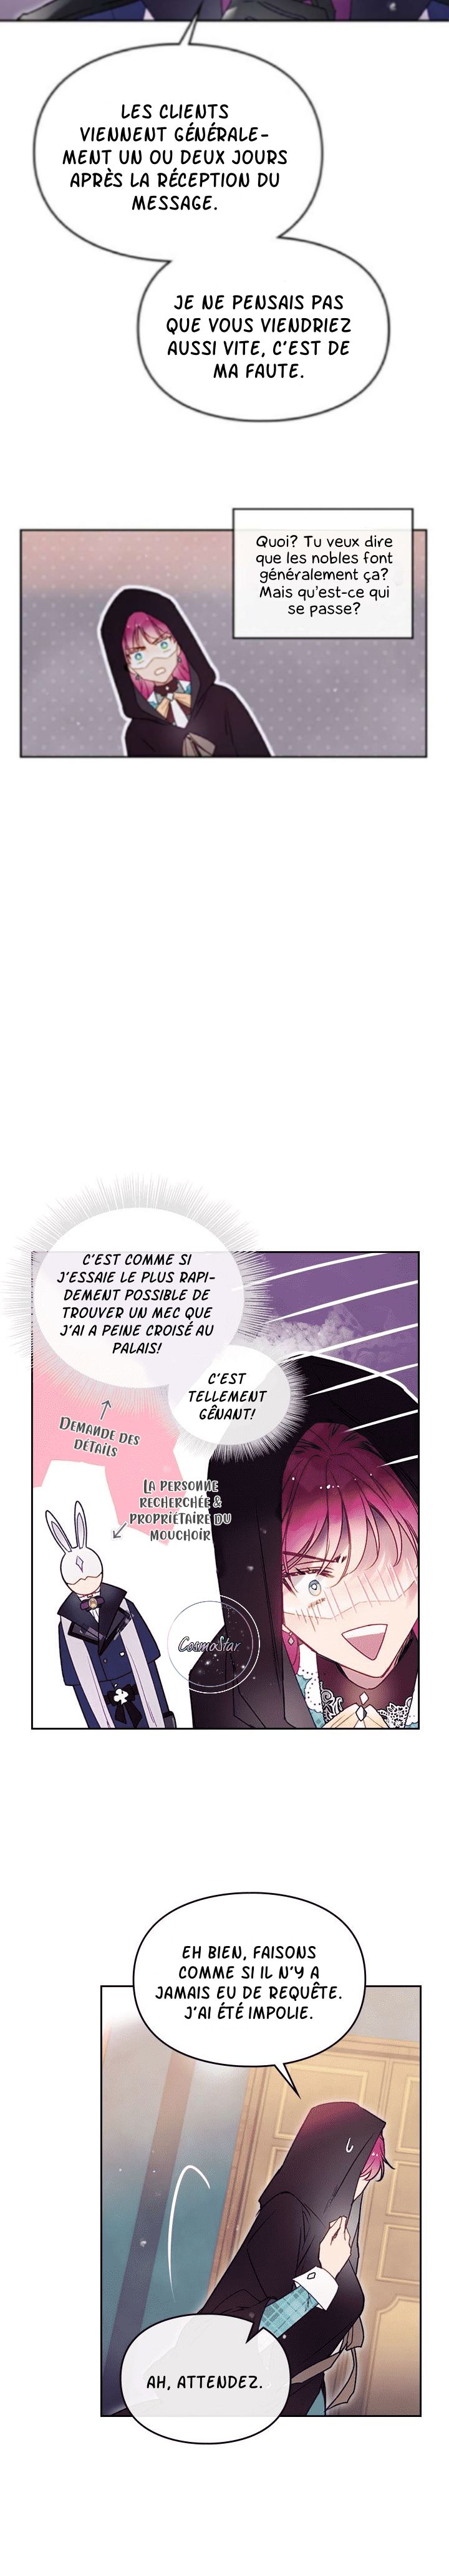 LES CLIENTS
VIENNENT GÉNÉRALE-
MENT UN OU DEUX JOURS
APRÈS LA RÉCEPTION DU
MESSAGE.
JE NE PENSAIS PAS
QUE VOUS VIENDRIEZ
AUSSI VITE, C'EST DE
MA FAUTE.
Quoi? Tu veux dire
que les nobles font
généralement ça?
Mais qu'est-ce qui
se passe?
C'EST COMME SI
J'ESSAIE LE PLUS RAPI-
DEMENT POSSIBLE DE
TROUVER UN MEC QUE
J'AI A PEINE CROISÉ AU
PALAIS!
C'EST
TELLEMENT
GÊNANT!
DEMANDE DES
DÉTAILS
LA PERSONNE
RECHERCHÉE &
PROPRIÉTAIRE DU
MOUCHOIR
CosmoStar
EH BIEN, FAISONS
COMME SI IL N'Y A
JAMAIS EU DE REQUÊTE.
J'AI ÉTÉ IMPOLIE.
AH, ATTENDEZ.